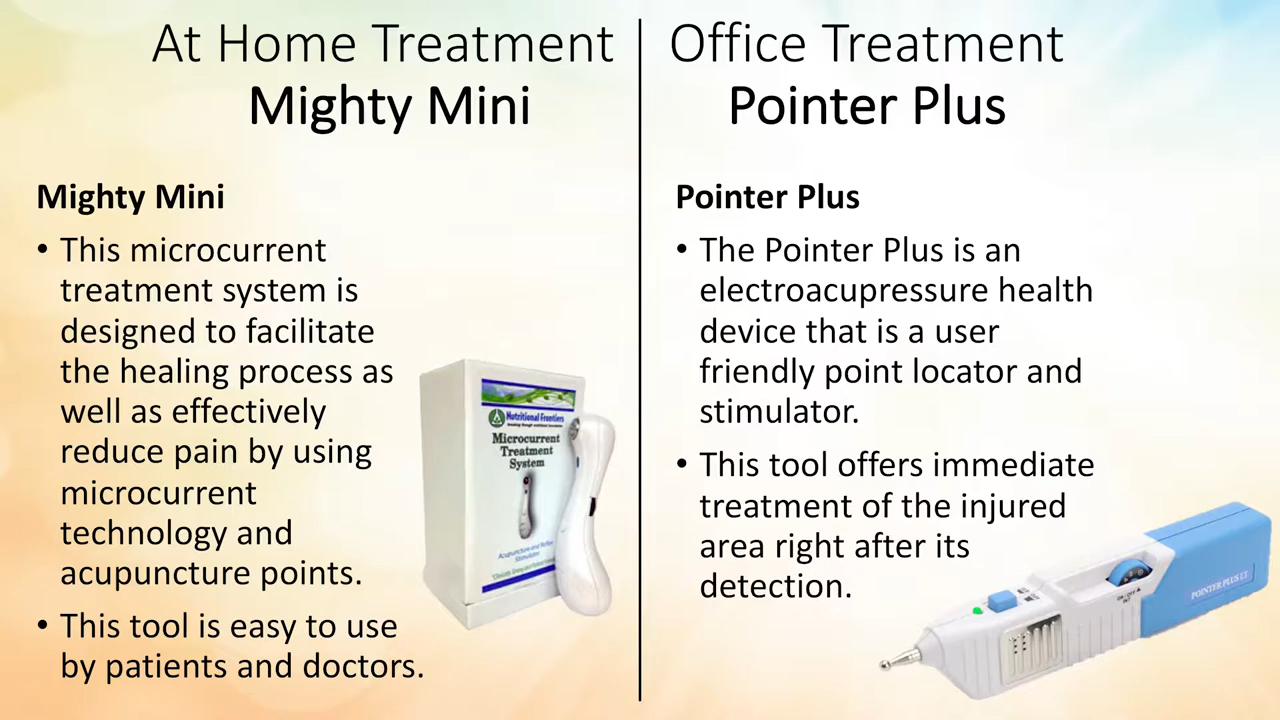 At Home Treatment
Mighty Mini
Mighty Mini
• This microcurrent
treatment system is
designed to facilitate
the healing process as
well as effectively
reduce pain by using
microcurrent
technology and
acupuncture points.
• This tool is easy to use
by patients and doctors.
Nutritional Frontiers
Microcurrent
Treatment
System
Acupuncture and
Stimulator
Office Treatment
Pointer Plus
Pointer Plus
• The Pointer Plus is an
electroacupressure health
device that is a user
friendly point locator and
stimulator.
• This tool offers immediate
treatment of the injured
area right after its
detection.
POINTER PLUS